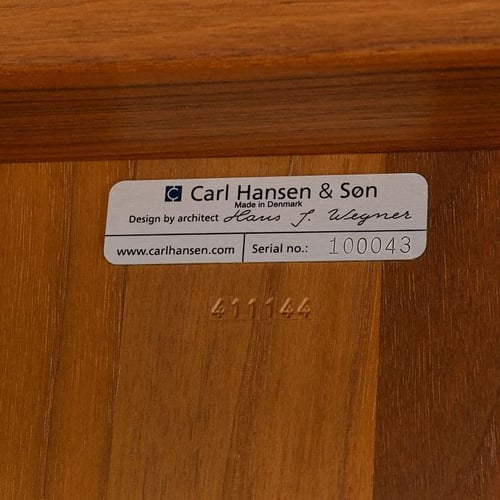 C Carl Hansen & Søn
Made in Denmark
Design by architect Hans J. Wegner
www.carlhansen.com Serial no.: 100043
411144